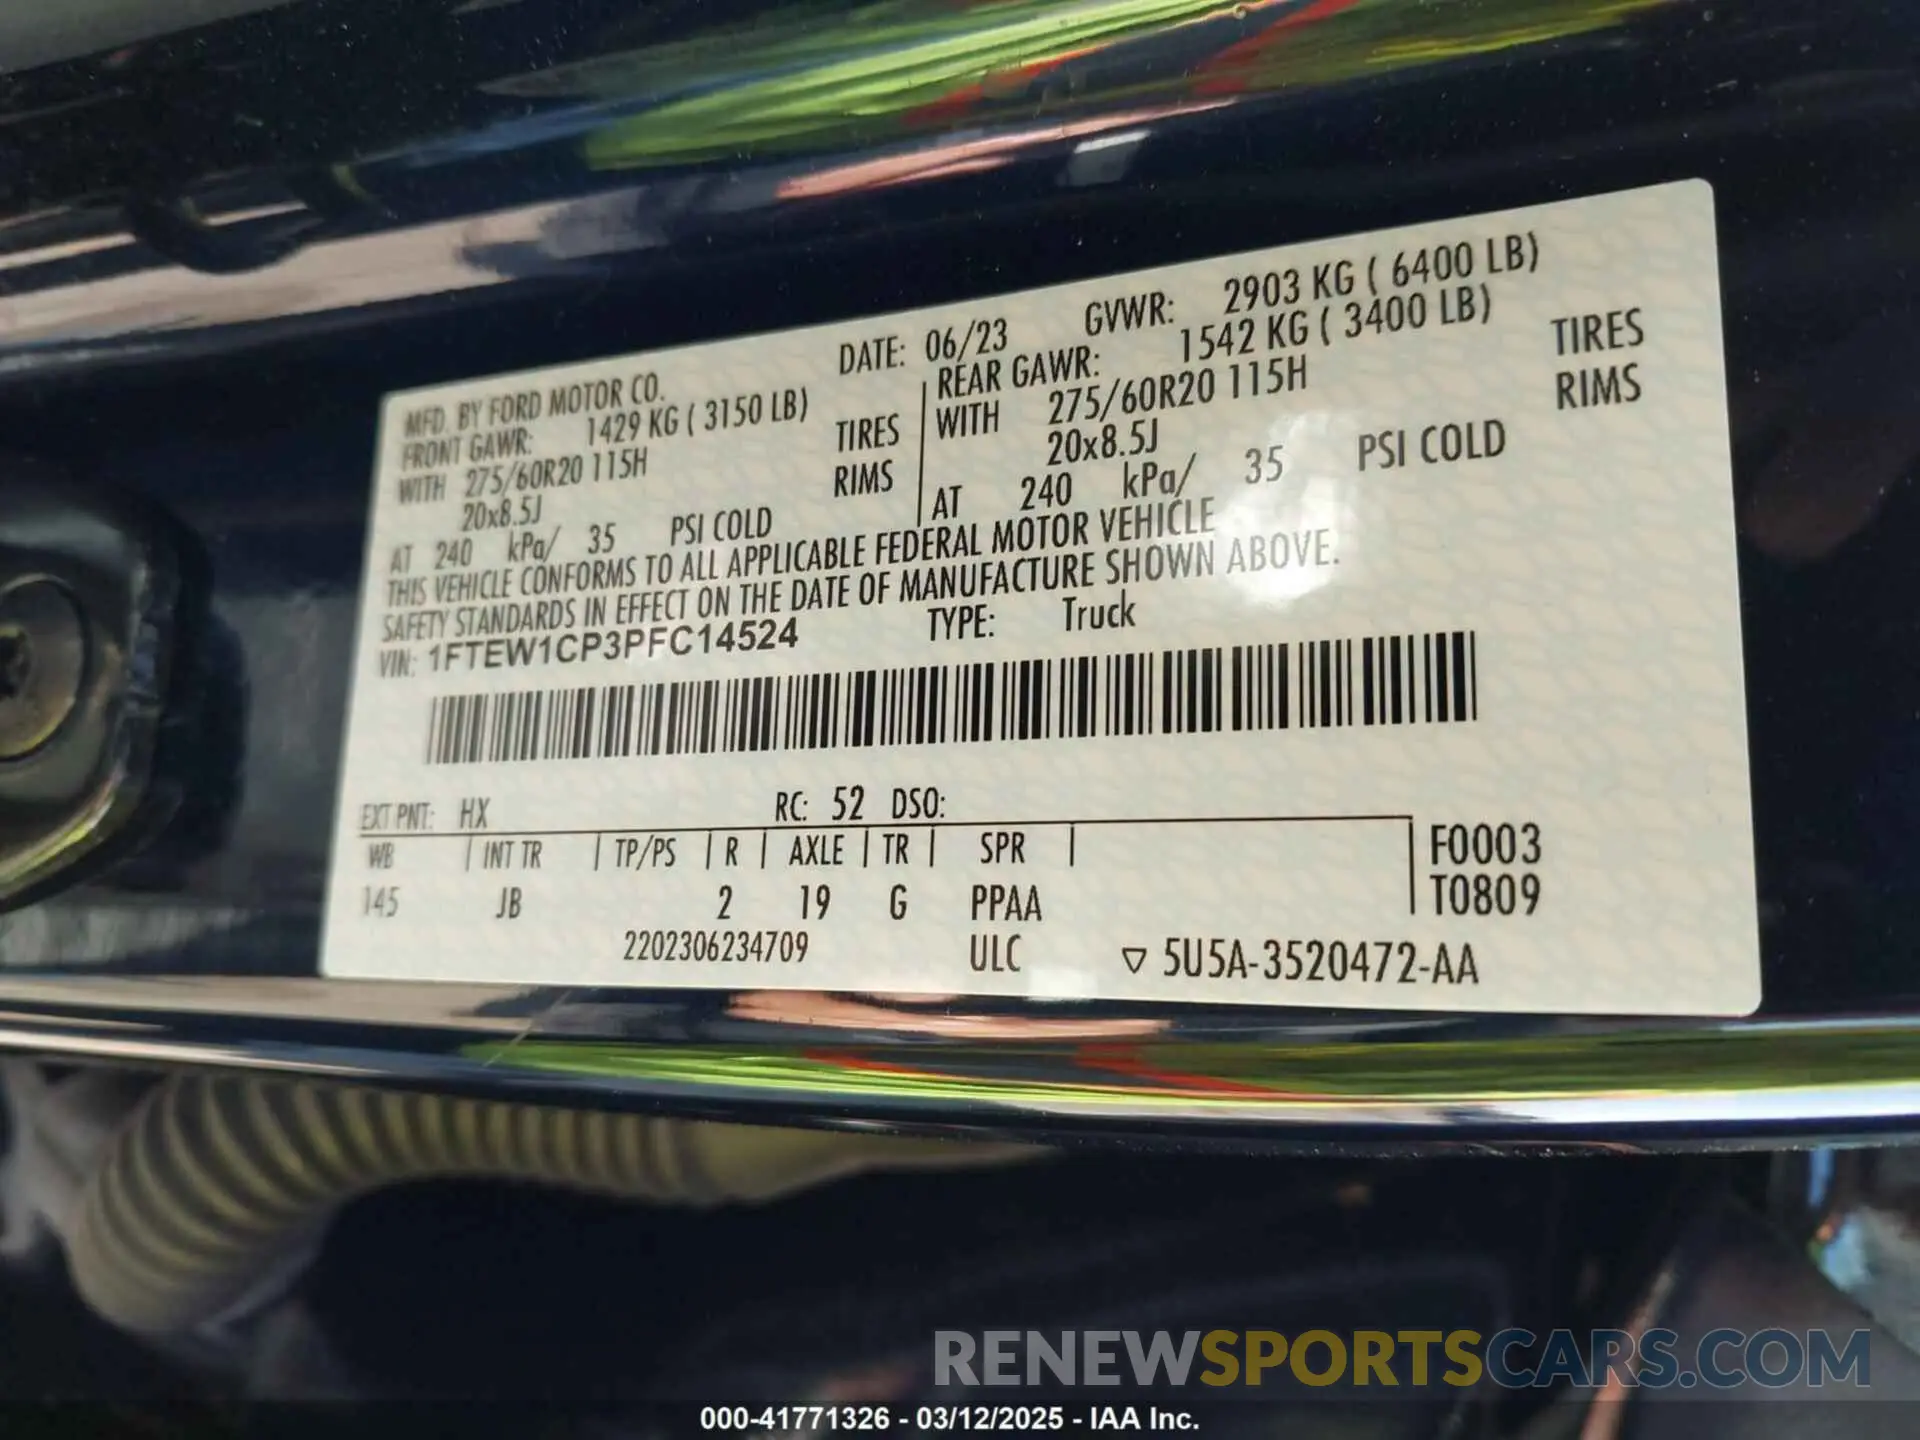 MFD. BY FORD MOTOR CO. DATE: 06/23 GVWR: 2903 KG ( 6400 LB)
FRONT GAWR: 1429 KG ( 3150 LB) REAR GAWR: 1542 KG ( 3400 LB)
WITH 275/60R20 115H TIRES WITH 275/60R20 115H TIRES
20x8.5J RIMS 20x8.5J RIMS
AT 240 kPa/ 35 PSI COLD AT 240 kPa/ 35 PSI COLD
THIS VEHICLE CONFORMS TO ALL APPLICABLE FEDERAL MOTOR VEHICLE
SAFETY STANDARDS IN EFFECT ON THE DATE OF MANUFACTURE SHOWN ABOVE.
VIN: 1FTEW1CP3PFC14524 TYPE: Truck
EXT PNT: HX RC: 52 DSO:
WB INT TR TP/PS R AXLE TR SPR F0003
145 JB 2 19 G PPAA T0809
2202306234709 ULC ▽ 5U5A-3520472-AA
RENEWSPORTSCARS.COM
000-41771326 - 03/12/2025 - IAA Inc.